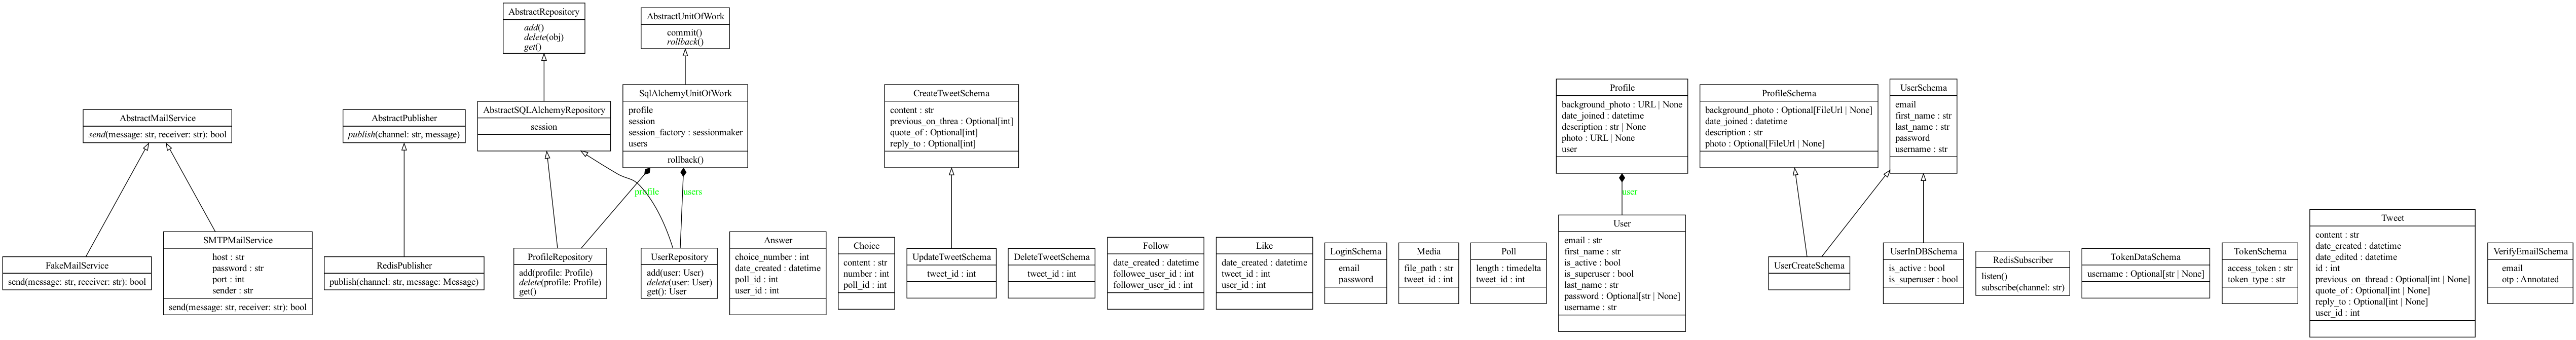 AbstractRepository
add()
delete(obj)
get()
AbstractUnitOfWork
commit()
rollback()
AbstractMailService
send(message: str, receiver: str): bool
AbstractPublisher
publish(channel: str, message)
AbstractSQLAlchemyRepository
session
SqlAlchemyUnitOfWork
profile
session
session_factory : sessionmaker
users
rollback()
CreateTweetSchema
content : str
previous_on_threa : Optional[int]
quote_of : Optional[int]
reply_to : Optional[int]
Profile
background_photo : URL | None
date_joined : datetime
description : str | None
photo : URL | None
user
ProfileSchema
background_photo : Optional[FileUrl | None]
date_joined : datetime
description : str
photo : Optional[FileUrl | None]
UserSchema
email
first_name : str
last_name : str
password
username : str
profile
users
user
FakeMailService
send(message: str, receiver: str): bool
SMTPMailService
host : str
password : str
port : int
sender : str
send(message: str, receiver: str): bool
RedisPublisher
publish(channel: str, message: Message)
ProfileRepository
add(profile: Profile)
delete(profile: Profile)
get()
UserRepository
add(user: User)
delete(user: User)
get(): User
Answer
choice_number : int
date_created : datetime
poll_id : int
user_id : int
Choice
content : str
number : int
poll_id : int
UpdateTweetSchema
tweet_id : int
DeleteTweetSchema
tweet_id : int
Follow
date_created : datetime
followee_user_id : int
follower_user_id : int
Like
date_created : datetime
tweet_id : int
user_id : int
LoginSchema
email
password
Media
file_path : str
tweet_id : int
Poll
length : timedelta
tweet_id : int
User
email : str
first_name : str
is_active : bool
is_superuser : bool
last_name : str
password : Optional[str | None]
username : str
UserCreateSchema
UserInDBSchema
is_active : bool
is_superuser : bool
RedisSubscriber
listen()
subscribe(channel: str)
TokenDataSchema
username : Optional[str | None]
TokenSchema
access_token : str
token_type : str
Tweet
content : str
date_created : datetime
date_edited : datetime
id : int
previous_on_thread : Optional[int | None]
quote_of : Optional[int | None]
reply_to : Optional[int | None]
user_id : int
VerifyEmailSchema
email
otp : Annotated